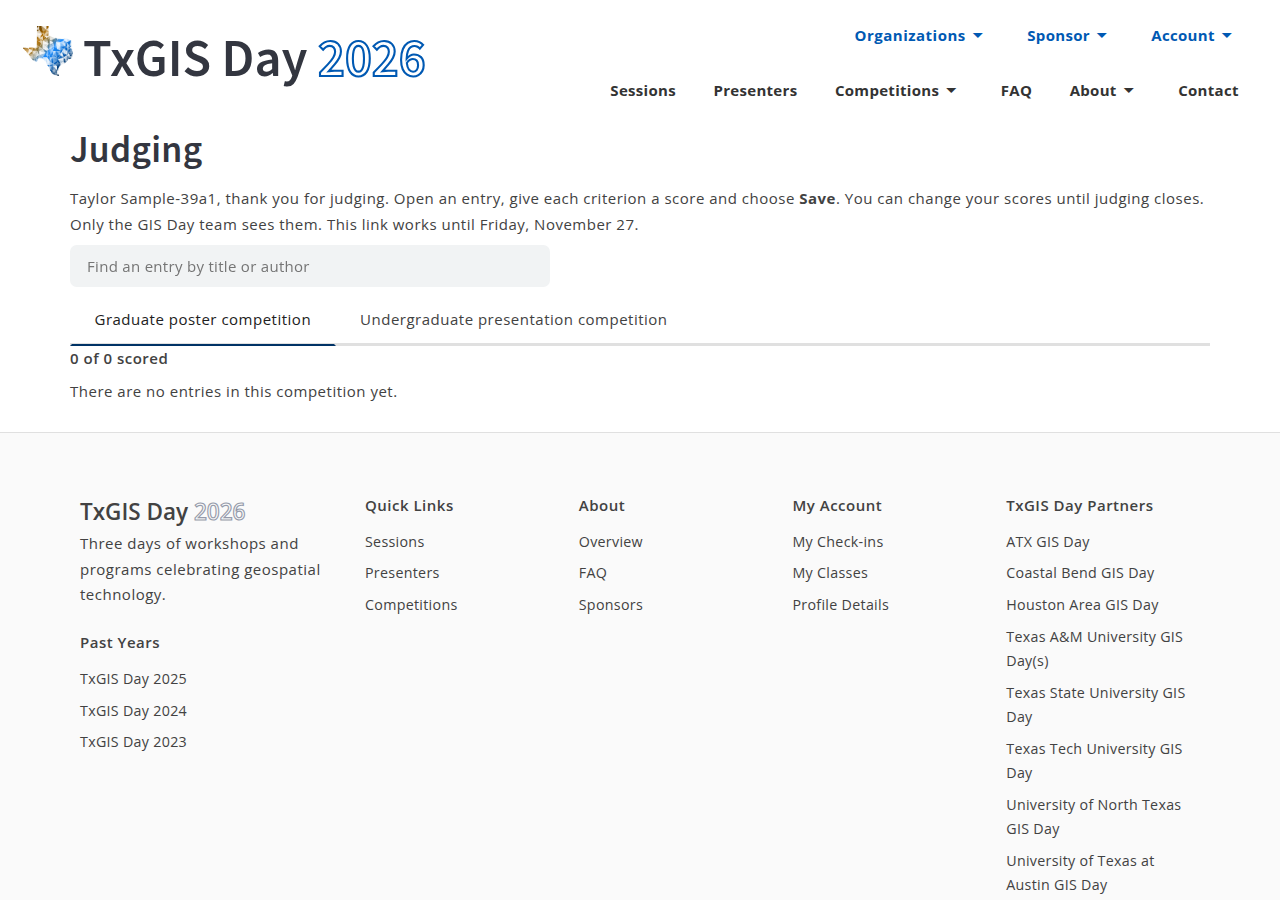 TxGIS Day 2026
Organizations
Sponsor
Account
Sessions
Presenters
Competitions
FAQ
About
Contact
Judging
Taylor Sample-39a1, thank you for judging. Open an entry, give each criterion a score and choose Save. You can change your scores until judging closes.
Only the GIS Day team sees them. This link works until Friday, November 27.
Find an entry by title or author
Graduate poster competition
Undergraduate presentation competition
0 of 0 scored
There are no entries in this competition yet.
TxGIS Day 2026
Three days of workshops and
programs celebrating geospatial
technology.
Past Years
TxGIS Day 2025
TxGIS Day 2024
TxGIS Day 2023
Quick Links
Sessions
Presenters
Competitions
About
Overview
FAQ
Sponsors
My Account
My Check-ins
My Classes
Profile Details
TxGIS Day Partners
ATX GIS Day
Coastal Bend GIS Day
Houston Area GIS Day
Texas A&M University GIS
Day(s)
Texas State University GIS
Day
Texas Tech University GIS
Day
University of North Texas
GIS Day
University of Texas at
Austin GIS Day